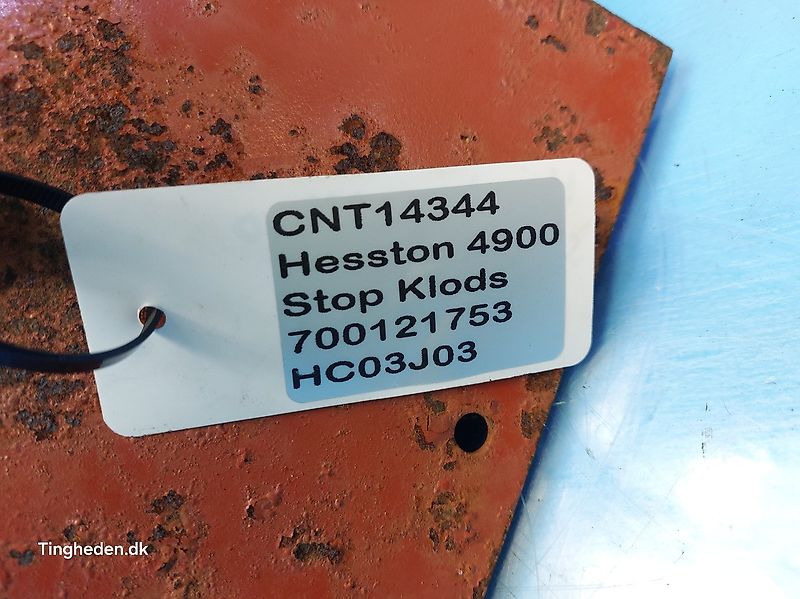 CNT14344
Hesston 4900
Stop Klods
700121753
HC03J03
Tingheden.dk